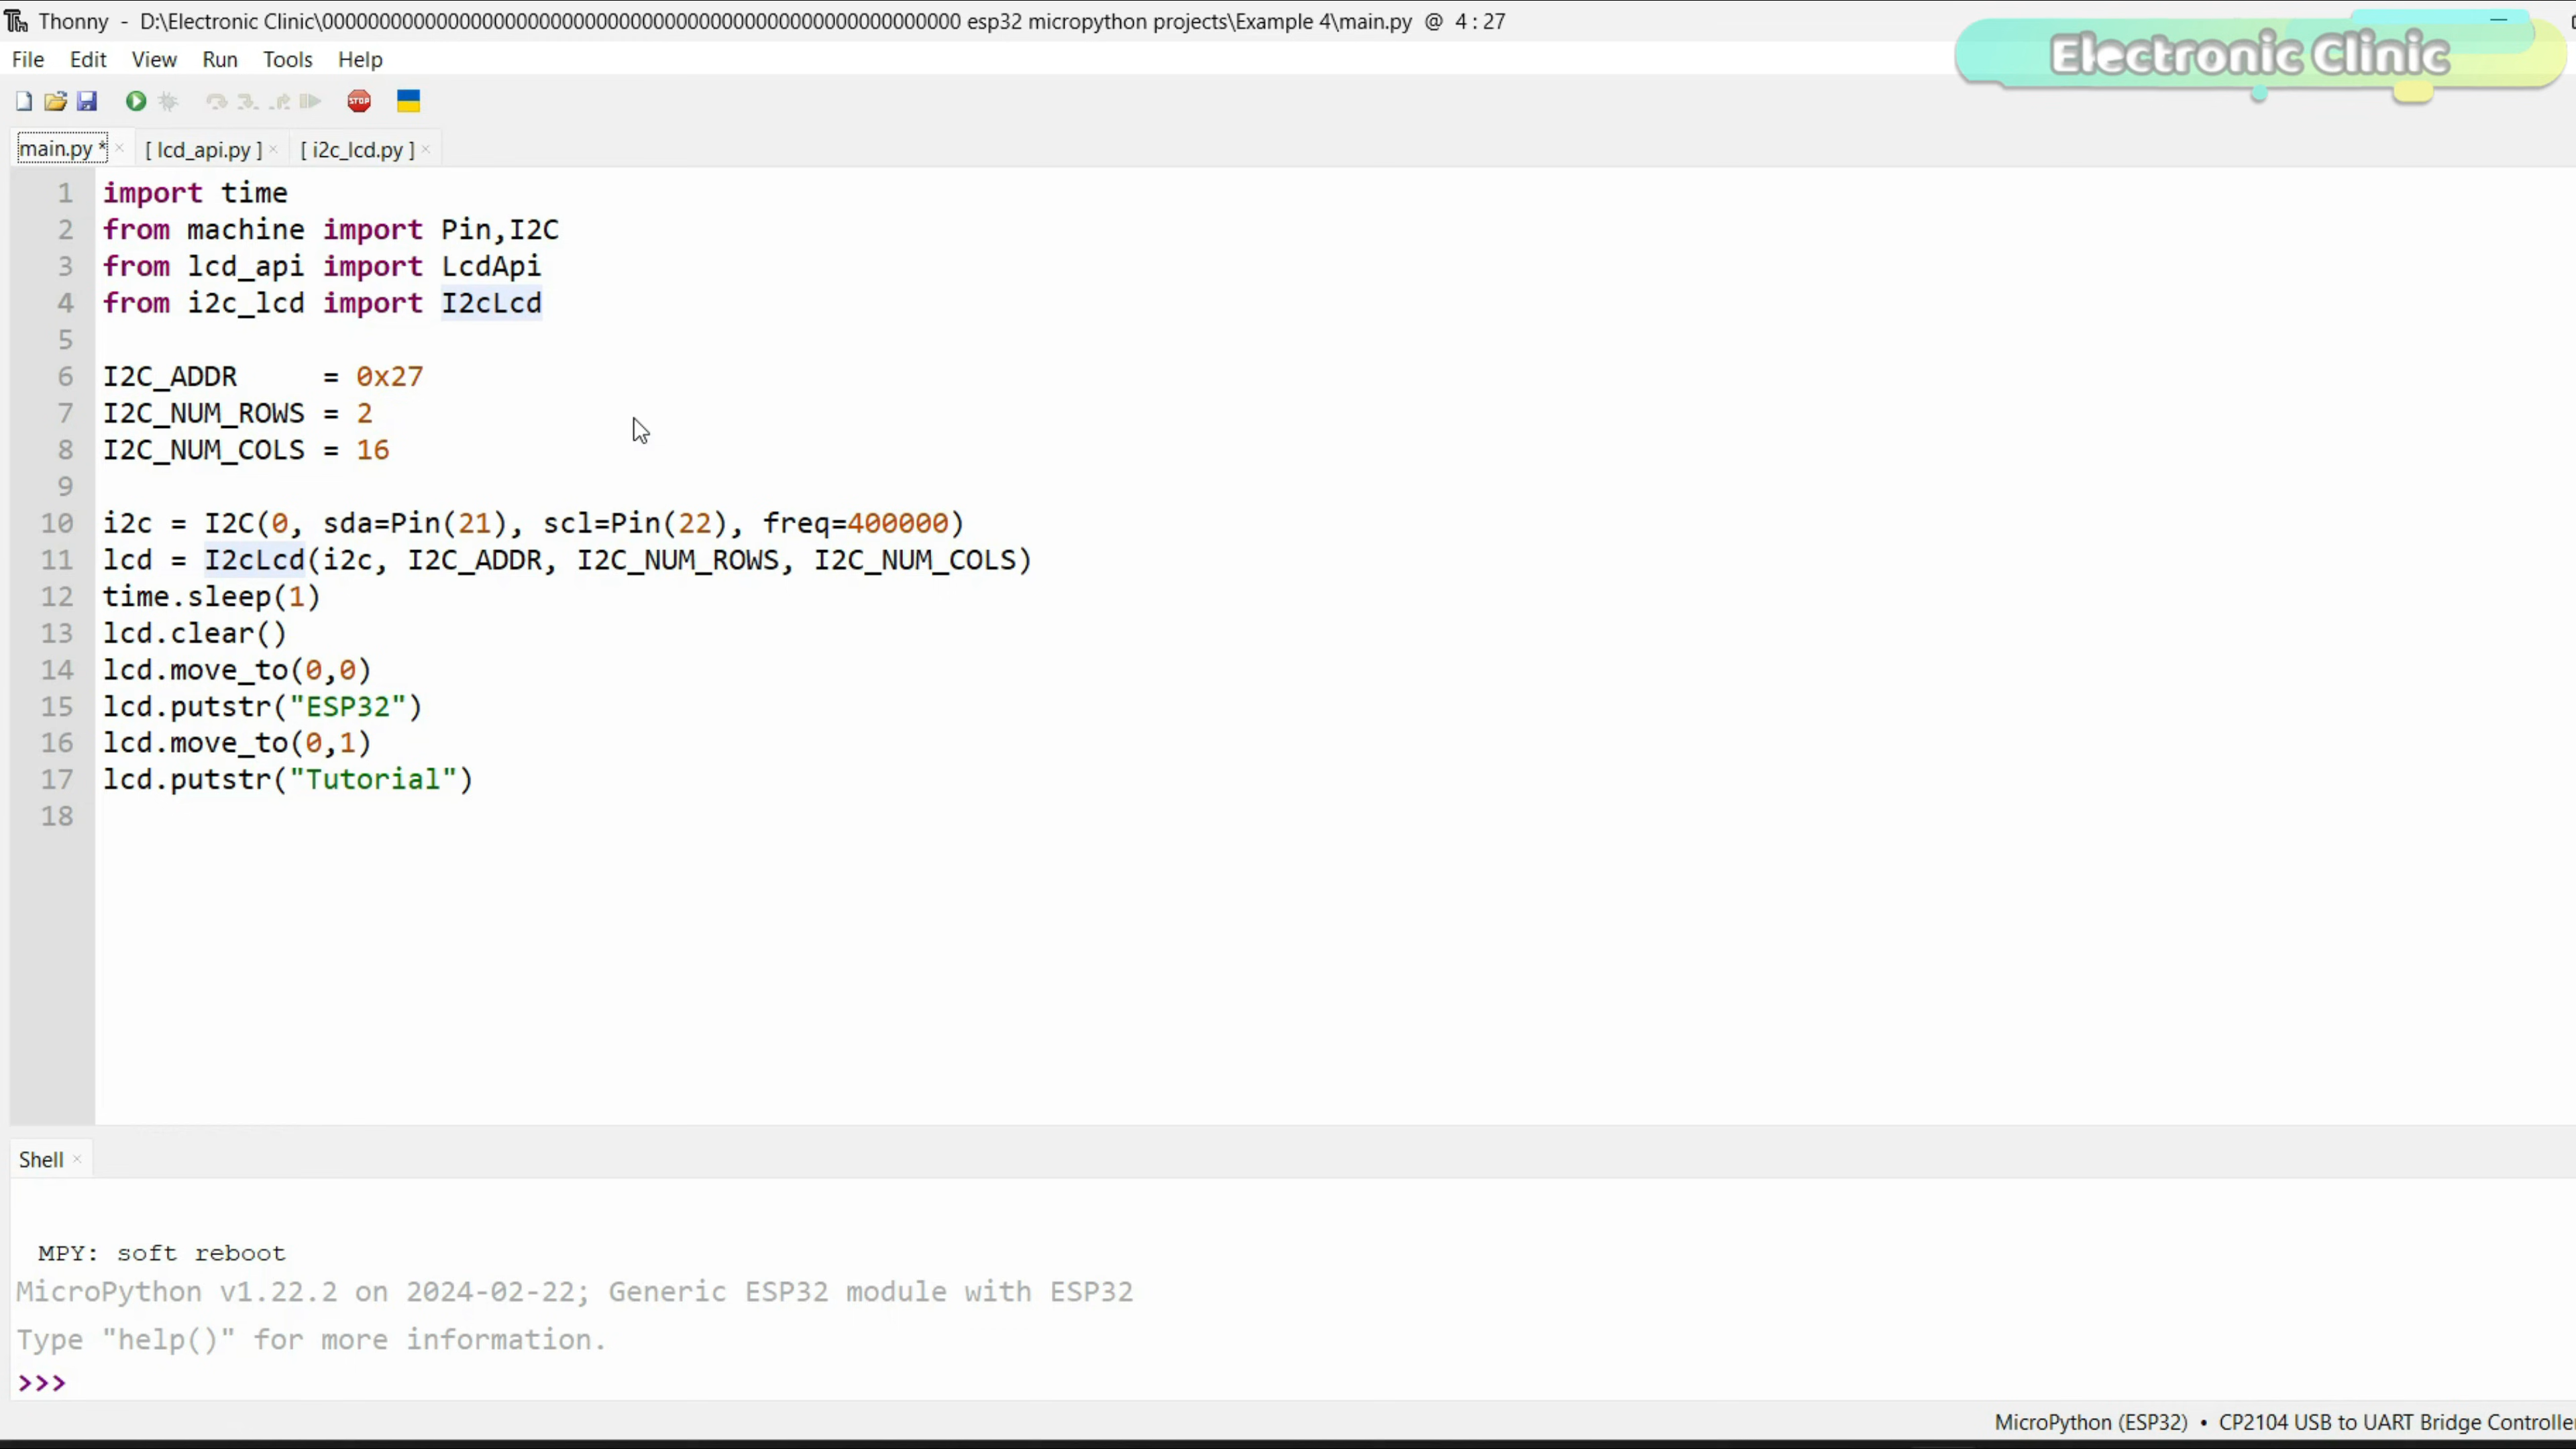 Thonny - D:\Electronic Clinic\00000000000000000000000000000000000000000000000000000000 esp32 micropython projects\Example 4\main.py @ 4:27
Electronic Clinic
File Edit View Run Tools Help
STOP
main.py * × [ lcd_api.py ] × [ i2c_lcd.py ] ×
1 import time
2 from machine import Pin,I2C
3 from lcd_api import LcdApi
4 from i2c_lcd import I2cLcd
5
6 I2C_ADDR     = 0x27
7 I2C_NUM_ROWS = 2
8 I2C_NUM_COLS = 16
9
10 i2c = I2C(0, sda=Pin(21), scl=Pin(22), freq=400000)
11 lcd = I2cLcd(i2c, I2C_ADDR, I2C_NUM_ROWS, I2C_NUM_COLS)
12 time.sleep(1)
13 lcd.clear()
14 lcd.move_to(0,0)
15 lcd.putstr("ESP32")
16 lcd.move_to(0,1)
17 lcd.putstr("Tutorial")
18
Shell ×
MPY: soft reboot
MicroPython v1.22.2 on 2024-02-22; Generic ESP32 module with ESP32
Type "help()" for more information.
>>>
MicroPython (ESP32) • CP2104 USB to UART Bridge Controlle